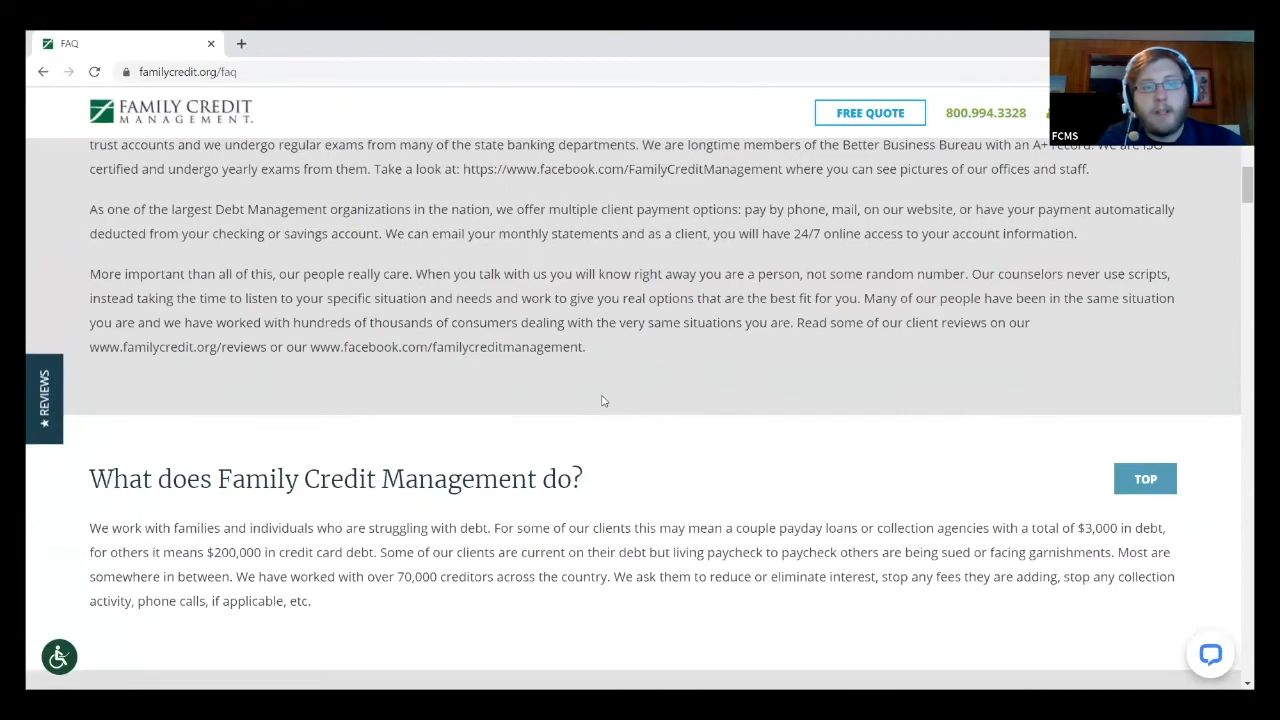 FAQ
familycredit.org/faq
FAMILY CREDIT
MANAGEMENT.
FREE QUOTE
800.994.3328
FCMS
trust accounts and we undergo regular exams from many of the state banking departments. We are longtime members of the Better Business Bureau with an A+ record. We are ISO
certified and undergo yearly exams from them. Take a look at: https://www.facebook.com/FamilyCreditManagement where you can see pictures of our offices and staff.
As one of the largest Debt Management organizations in the nation, we offer multiple client payment options: pay by phone, mail, on our website, or have your payment automatically
deducted from your checking or savings account. We can email your monthly statements and as a client, you will have 24/7 online access to your account information.
More important than all of this, our people really care. When you talk with us you will know right away you are a person, not some random number. Our counselors never use scripts,
instead taking the time to listen to your specific situation and needs and work to give you real options that are the best fit for you. Many of our people have been in the same situation
you are and we have worked with hundreds of thousands of consumers dealing with the very same situations you are. Read some of our client reviews on our
www.familycredit.org/reviews or our www.facebook.com/familycreditmanagement.
★ REVIEWS
What does Family Credit Management do?
TOP
We work with families and individuals who are struggling with debt. For some of our clients this may mean a couple payday loans or collection agencies with a total of $3,000 in debt,
for others it means $200,000 in credit card debt. Some of our clients are current on their debt but living paycheck to paycheck others are being sued or facing garnishments. Most are
somewhere in between. We have worked with over 70,000 creditors across the country. We ask them to reduce or eliminate interest, stop any fees they are adding, stop any collection
activity, phone calls, if applicable, etc.